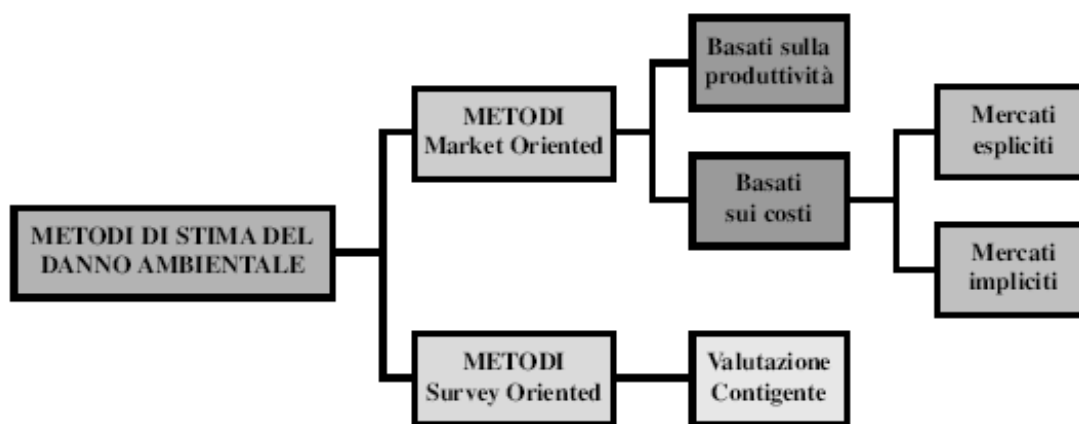 Basati sulla
produttività
METODI
Market Oriented
Mercati
espliciti
Basati
sui costi
METODI DI STIMA DEL
DANNO AMBIENTALE
Mercati
impliciti
METODI
Survey Oriented
Valutazione
Contigente